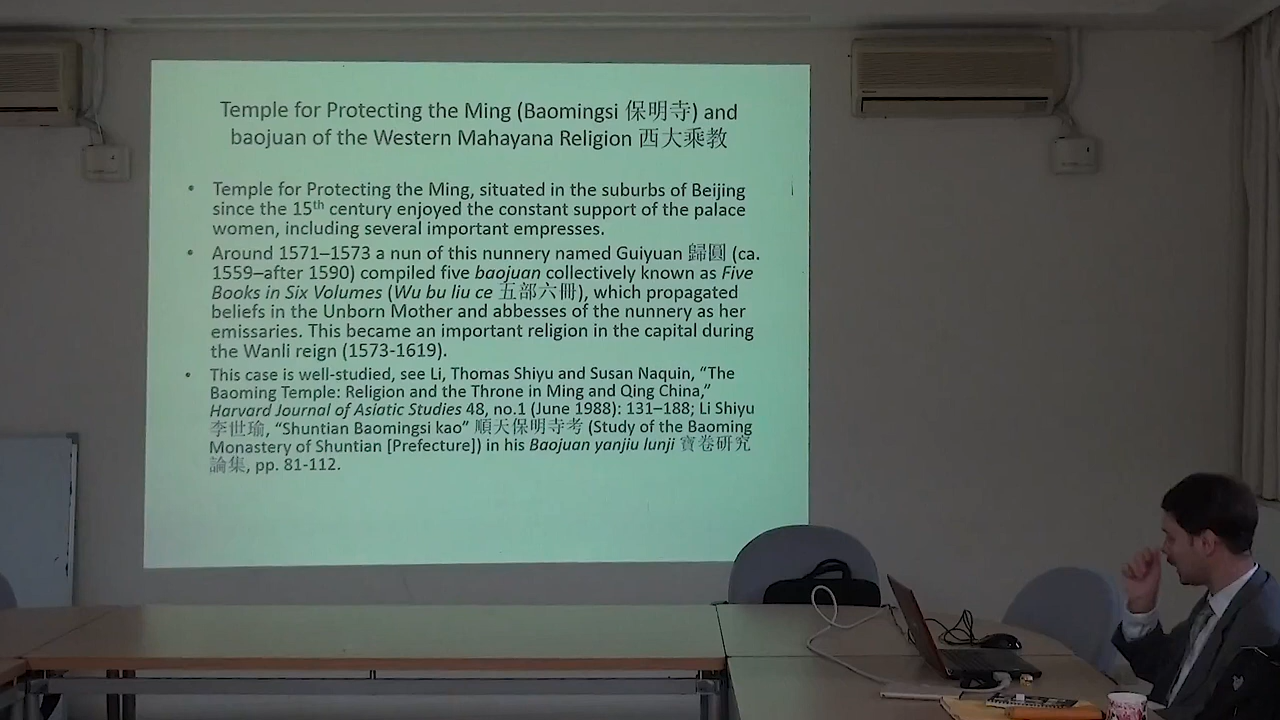 Temple for Protecting the Ming (Baomingsi 保明寺) and
baojuan of the Western Mahayana Religion 西大乘教
• Temple for Protecting the Ming, situated in the suburbs of Beijing
since the 15th century enjoyed the constant support of the palace
women, including several important empresses.
• Around 1571–1573 a nun of this nunnery named Guiyuan 歸圓 (ca.
1559–after 1590) compiled five baojuan collectively known as Five
Books in Six Volumes (Wu bu liu ce 五部六冊), which propagated
beliefs in the Unborn Mother and abbesses of the nunnery as her
emissaries. This became an important religion in the capital during
the Wanli reign (1573-1619).
• This case is well-studied, see Li, Thomas Shiyu and Susan Naquin, “The
Baoming Temple: Religion and the Throne in Ming and Qing China,”
Harvard Journal of Asiatic Studies 48, no.1 (June 1988): 131–188; Li Shiyu
李世瑜, “Shuntian Baomingsi kao” 順天保明寺考 (Study of the Baoming
Monastery of Shuntian [Prefecture]) in his Baojuan yanjiu lunji 寶卷研究
論集, pp. 81-112.